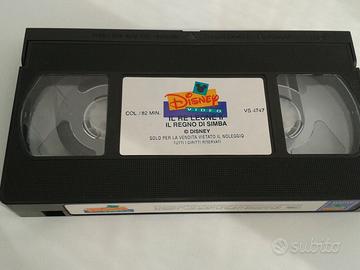 Disney
VIDEO
COL. / 82 MIN.
VS 4747
IL RE LEONE II
IL REGNO DI SIMBA
© DISNEY
SOLO PER LA VENDITA VIETATO IL NOLEGGIO
TUTTI I DIRITTI RISERVATI
subito